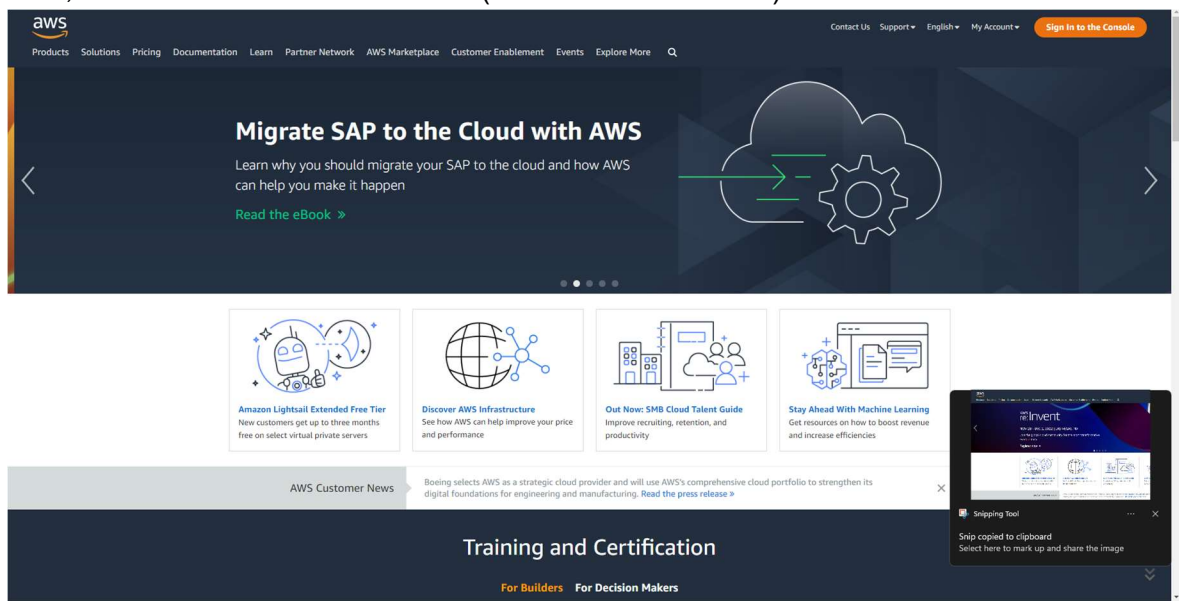 aws
Contact Us Support English My Account Sign In to the Console
Products Solutions Pricing Documentation Learn Partner Network AWS Marketplace Customer Enablement Events Explore More
Migrate SAP to the Cloud with AWS
Learn why you should migrate your SAP to the cloud and how AWS
can help you make it happen
Read the eBook »
Amazon Lightsail Extended Free Tier
New customers get up to three months
free on select virtual private servers
Discover AWS Infrastructure
See how AWS can help improve your price
and performance
Out Now: SMB Cloud Talent Guide
Improve recruiting, retention, and
productivity
Stay Ahead With Machine Learning
Get resources on how to boost revenue
and increase efficiencies
AWS Customer News
Boeing selects AWS as a strategic cloud provider and will use AWS's comprehensive cloud portfolio to strengthen its
digital foundations for engineering and manufacturing. Read the press release »
re:Invent
Snipping Tool
Snip copied to clipboard
Select here to mark up and share the image
Training and Certification
For Builders For Decision Makers